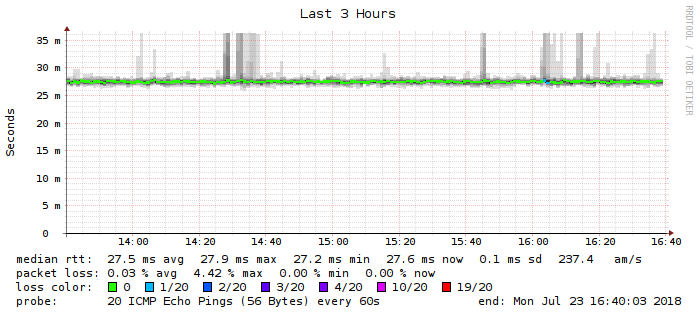 Last 3 Hours
RRDTOOL / TOBI OETIKER
Seconds
35 m
30 m
25 m
20 m
15 m
10 m
5 m
0
14:00 14:20 14:40 15:00 15:20 15:40 16:00 16:20 16:40
median rtt: 27.5 ms avg 27.9 ms max 27.2 ms min 27.6 ms now 0.1 ms sd 237.4 am/s
packet loss: 0.03 % avg 4.42 % max 0.00 % min 0.00 % now
loss color: 0 1/20 2/20 3/20 4/20 10/20 19/20
probe: 20 ICMP Echo Pings (56 Bytes) every 60s end: Mon Jul 23 16:40:03 2018